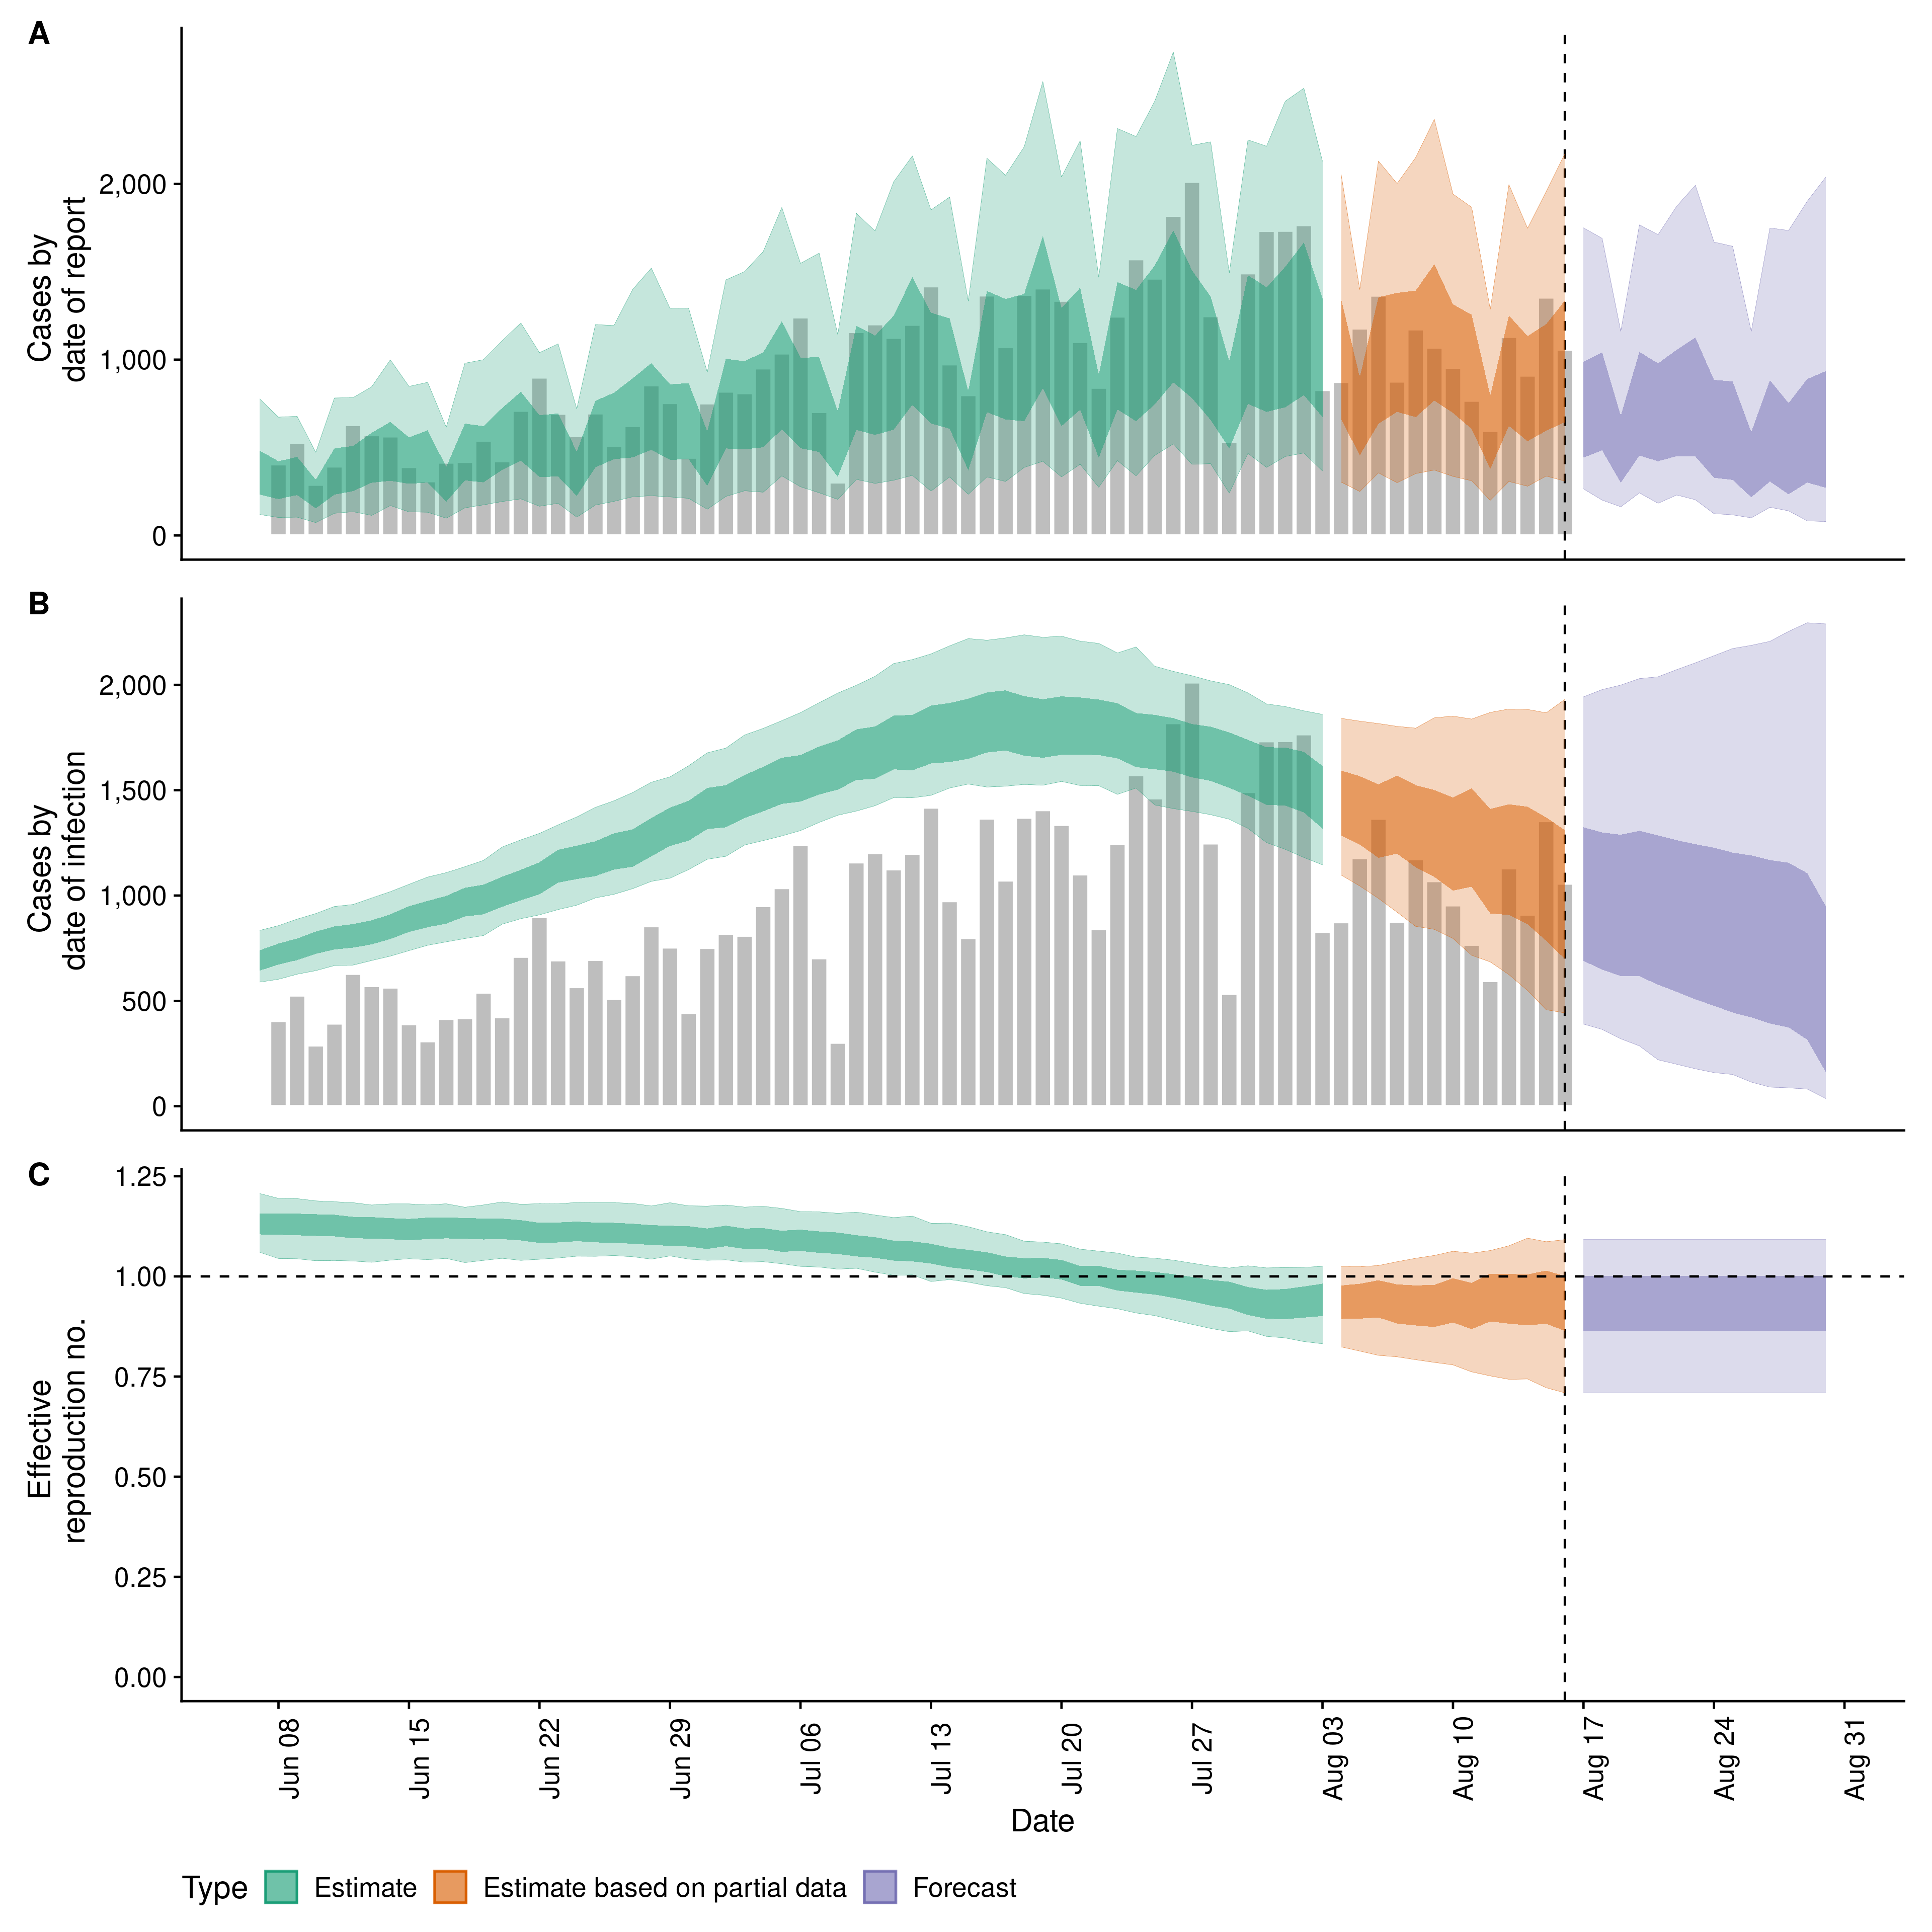 A
Cases by
date of report
2,000
1,000
0
B
Cases by
date of infection
2,000
1,500
1,000
500
0
C
Effective
reproduction no.
1.25
1.00
0.75
0.50
0.25
0.00
Jun 08
Jun 15
Jun 22
Jun 29
Jul 06
Jul 13
Jul 20
Jul 27
Aug 03
Aug 10
Aug 17
Aug 24
Aug 31
Date
Type
Estimate
Estimate based on partial data
Forecast